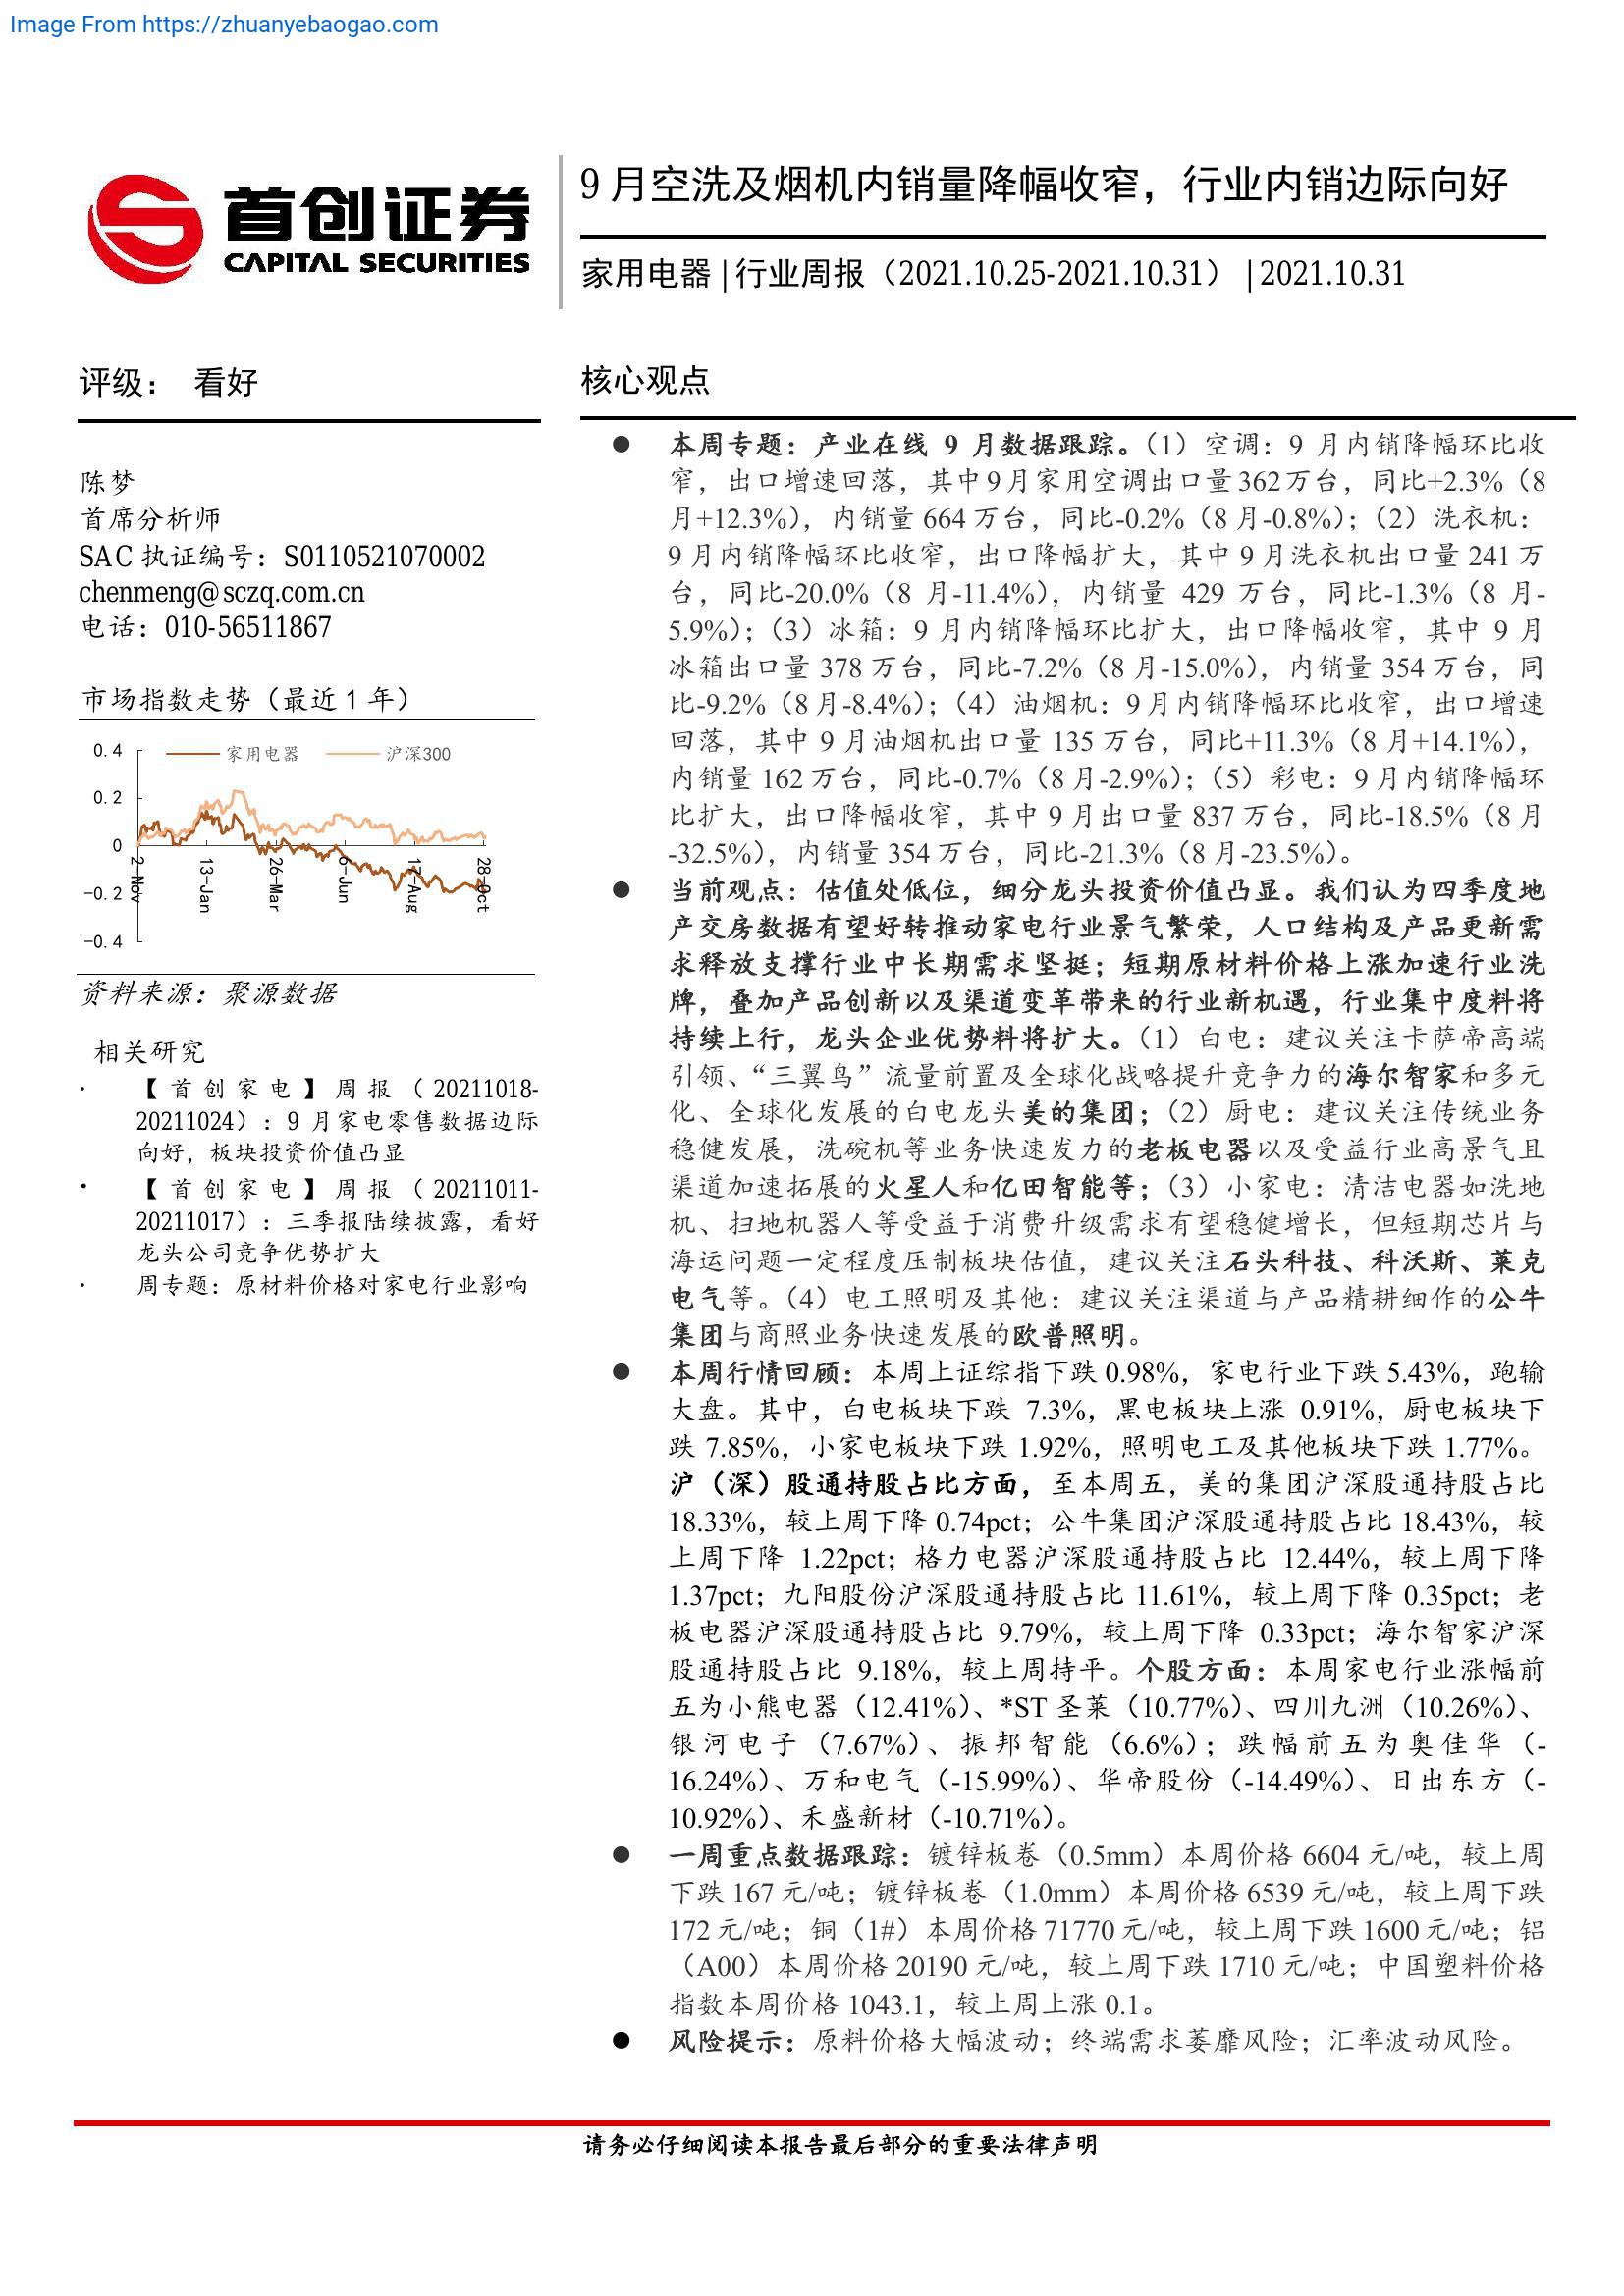 Image From https://zhuanyebaogao.com
首创证券
CAPITAL SECURITIES
9 月空洗及烟机内销量降幅收窄，行业内销边际向好
家用电器 | 行业周报（2021.10.25-2021.10.31） | 2021.10.31
评级： 看好
陈梦
首席分析师
SAC 执证编号：S0110521070002
chenmeng@sczq.com.cn
电话：010-56511867
市场指数走势（最近 1 年）
家用电器 沪深300
0.4
0.2
0
-0.2
-0.4
2-Nov 13-Jan 26-Mar 6-Jun 17-Aug 28-Oct
资料来源：聚源数据
相关研究
· 【首创家电】周报（20211018-
20211024）：9 月家电零售数据边际
向好，板块投资价值凸显
· 【首创家电】周报（20211011-
20211017）：三季报陆续披露，看好
龙头公司竞争优势扩大
· 周专题：原材料价格对家电行业影响
核心观点
● 本周专题：产业在线 9 月数据跟踪。（1）空调：9 月内销降幅环比收
窄，出口增速回落，其中 9 月家用空调出口量 362 万台，同比+2.3%（8
月+12.3%），内销量 664 万台，同比-0.2%（8 月-0.8%）；（2）洗衣机：
9 月内销降幅环比收窄，出口降幅扩大，其中 9 月洗衣机出口量 241 万
台，同比-20.0%（8 月-11.4%），内销量 429 万台，同比-1.3%（8 月-
5.9%）；（3）冰箱：9 月内销降幅环比扩大，出口降幅收窄，其中 9 月
冰箱出口量 378 万台，同比-7.2%（8 月-15.0%），内销量 354 万台，同
比-9.2%（8 月-8.4%）；（4）油烟机：9 月内销降幅环比收窄，出口增速
回落，其中 9 月油烟机出口量 135 万台，同比+11.3%（8 月+14.1%），
内销量 162 万台，同比-0.7%（8 月-2.9%）；（5）彩电：9 月内销降幅环
比扩大，出口降幅收窄，其中 9 月出口量 837 万台，同比-18.5%（8 月
-32.5%），内销量 354 万台，同比-21.3%（8 月-23.5%）。
● 当前观点：估值处低位，细分龙头投资价值凸显。我们认为四季度地
产交房数据有望好转推动家电行业景气繁荣，人口结构及产品更新需
求释放支撑行业中长期需求坚挺；短期原材料价格上涨加速行业洗
牌，叠加产品创新以及渠道变革带来的行业新机遇，行业集中度料将
持续上行，龙头企业优势料将扩大。（1）白电：建议关注卡萨帝高端
引领、“三翼鸟”流量前置及全球化战略提升竞争力的海尔智家和多元
化、全球化发展的白电龙头美的集团；（2）厨电：建议关注传统业务
稳健发展，洗碗机等业务快速发力的老板电器以及受益行业高景气且
渠道加速拓展的火星人和亿田智能等；（3）小家电：清洁电器如洗地
机、扫地机器人等受益于消费升级需求有望稳健增长，但短期芯片与
海运问题一定程度压制板块估值，建议关注石头科技、科沃斯、莱克
电气等。（4）电工照明及其他：建议关注渠道与产品精耕细作的公牛
集团与商照业务快速发展的欧普照明。
● 本周行情回顾：本周上证综指下跌 0.98%，家电行业下跌 5.43%，跑输
大盘。其中，白电板块下跌 7.3%，黑电板块上涨 0.91%，厨电板块下
跌 7.85%，小家电板块下跌 1.92%，照明电工及其他板块下跌 1.77%。
沪（深）股通持股占比方面，至本周五，美的集团沪深股通持股占比
18.33%，较上周下降 0.74pct；公牛集团沪深股通持股占比 18.43%，较
上周下降 1.22pct；格力电器沪深股通持股占比 12.44%，较上周下降
1.37pct；九阳股份沪深股通持股占比 11.61%，较上周下降 0.35pct；老
板电器沪深股通持股占比 9.79%，较上周下降 0.33pct；海尔智家沪深
股通持股占比 9.18%，较上周持平。个股方面：本周家电行业涨幅前
五为小熊电器（12.41%）、*ST 圣莱（10.77%）、四川九洲（10.26%）、
银河电子（7.67%）、振邦智能（6.6%）；跌幅前五为奥佳华（-
16.24%）、万和电气（-15.99%）、华帝股份（-14.49%）、日出东方（-
10.92%）、禾盛新材（-10.71%）。
● 一周重点数据跟踪：镀锌板卷（0.5mm）本周价格 6604 元/吨，较上周
下跌 167 元/吨；镀锌板卷（1.0mm）本周价格 6539 元/吨，较上周下跌
172 元/吨；铜（1#）本周价格 71770 元/吨，较上周下跌 1600 元/吨；铝
（A00）本周价格 20190 元/吨，较上周下跌 1710 元/吨；中国塑料价格
指数本周价格 1043.1，较上周上涨 0.1。
● 风险提示：原料价格大幅波动；终端需求萎靡风险；汇率波动风险。
请务必仔细阅读本报告最后部分的重要法律声明